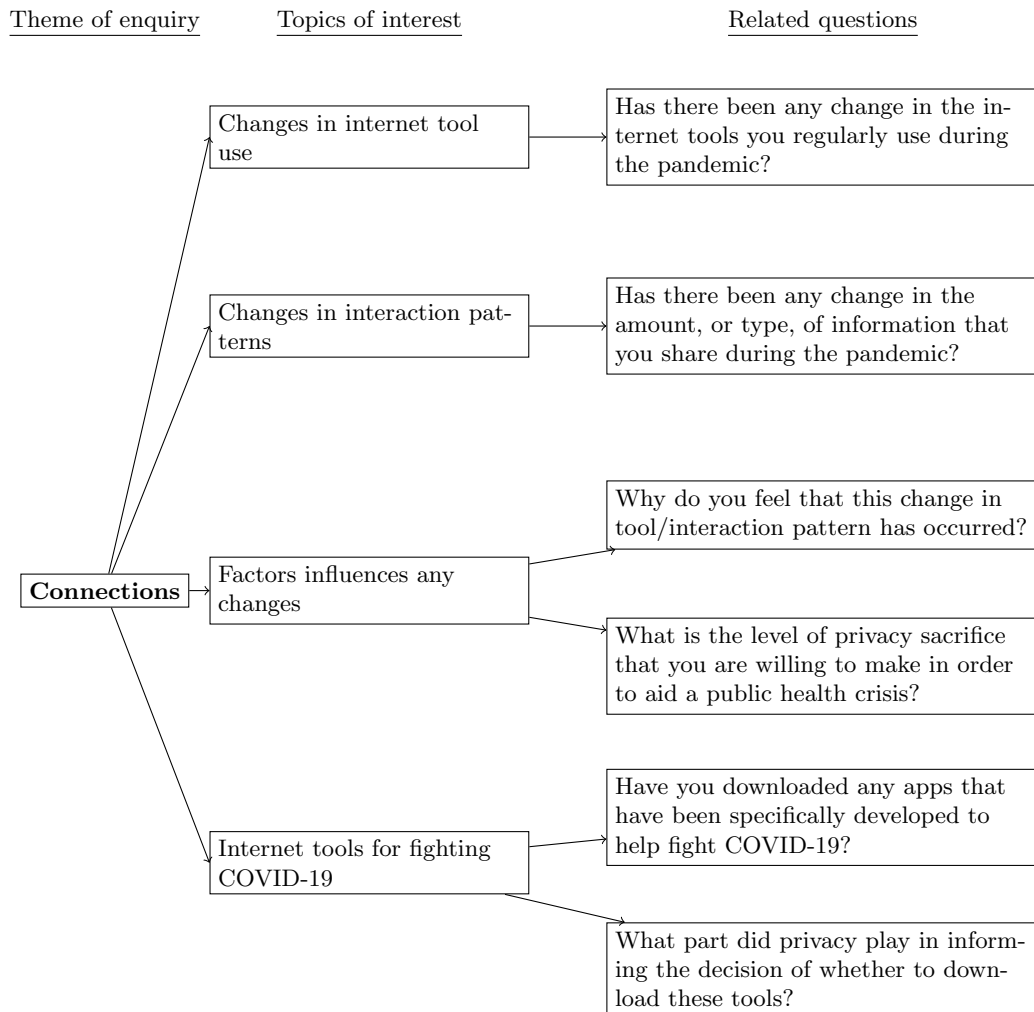 Theme of enquiry
Topics of interest
Related questions
Changes in internet tool
use
Has there been any change in the in-
ternet tools you regularly use during
the pandemic?
Changes in interaction pat-
terns
Has there been any change in the
amount, or type, of information that
you share during the pandemic?
Connections
Factors influences any
changes
Why do you feel that this change in
tool/interaction pattern has occurred?
What is the level of privacy sacrifice
that you are willing to make in order
to aid a public health crisis?
Internet tools for fighting
COVID-19
Have you downloaded any apps that
have been specifically developed to
help fight COVID-19?
What part did privacy play in inform-
ing the decision of whether to down-
load these tools?